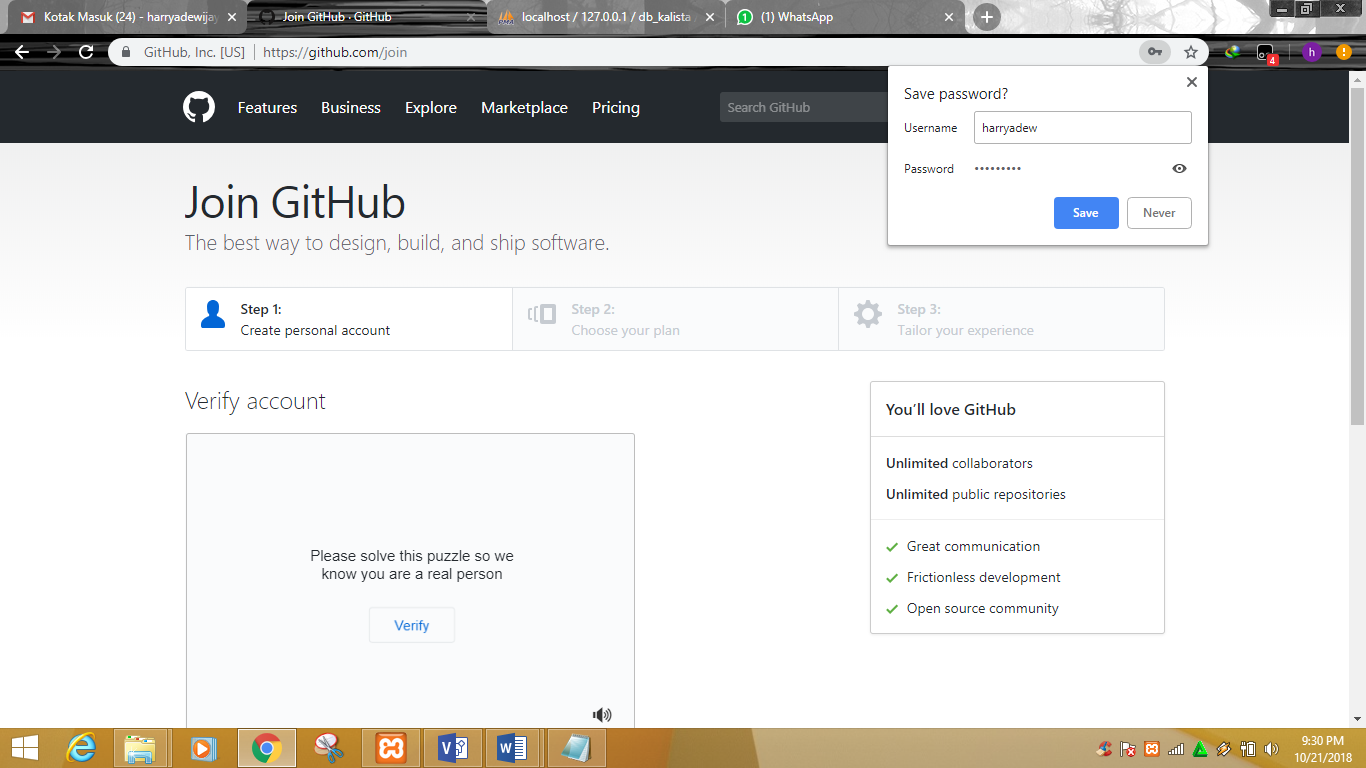 Kotak Masuk (24) - harryadewijay
Join GitHub · GitHub
localhost / 127.0.0.1 / db_kalista
(1) WhatsApp
GitHub, Inc. [US] | https://github.com/join
h
4
Features
Business
Explore
Marketplace
Pricing
Search GitHub
Save password?
Username
harryadew
Password
•••••••••
Save
Never
Join GitHub
The best way to design, build, and ship software.
Step 1:
Create personal account
Step 2:
Choose your plan
Step 3:
Tailor your experience
Verify account
Please solve this puzzle so we
know you are a real person
Verify
You’ll love GitHub
Unlimited collaborators
Unlimited public repositories
Great communication
Frictionless development
Open source community
9:30 PM
10/21/2018